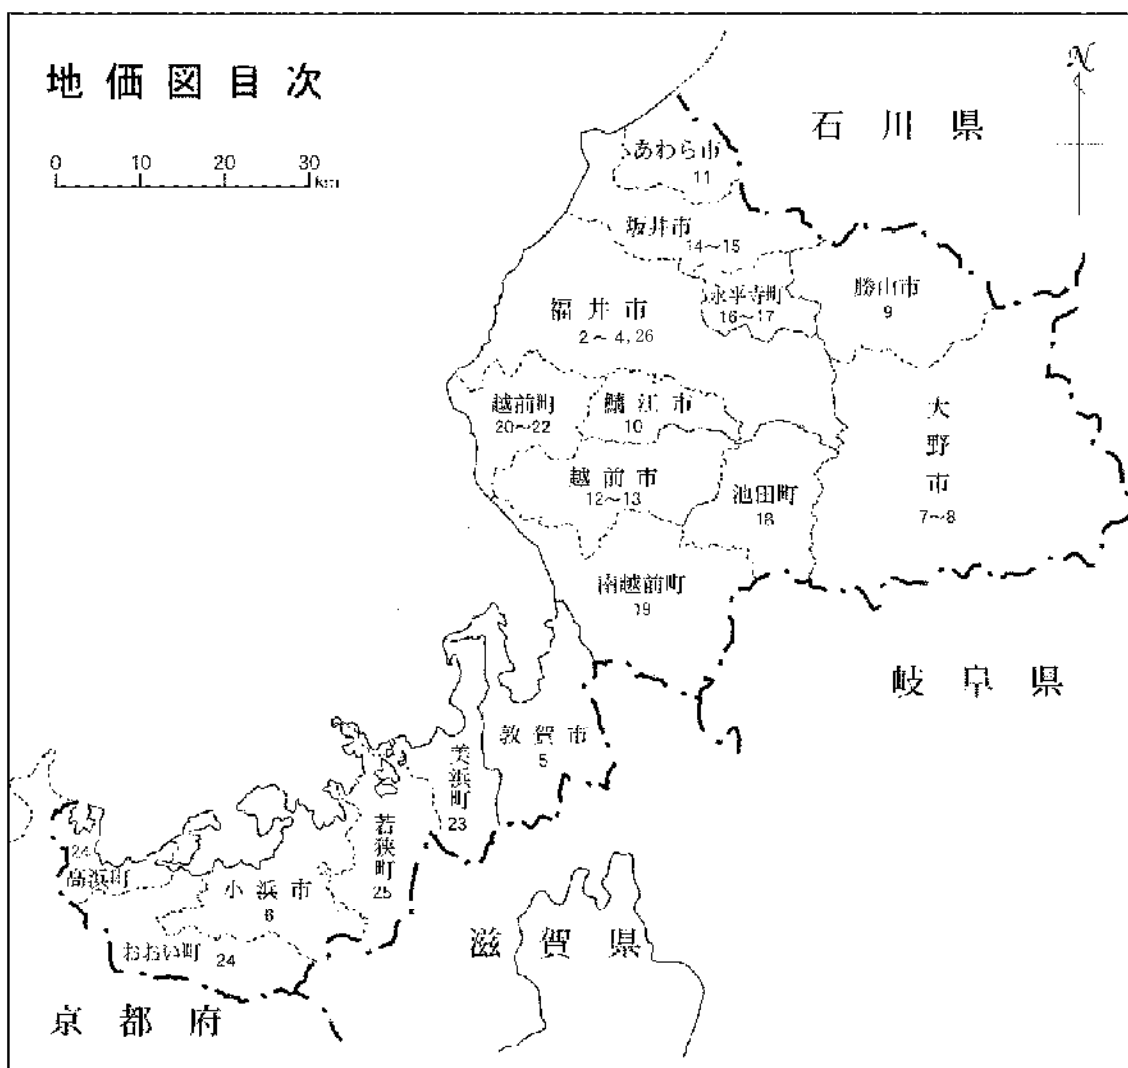 地価図目次
0 10 20 30
km
N
石川県
あわら市
11
坂井市
14～15
永平寺町
16～17
勝山市
9
福井市
2～4,26
越前町
20～22
鯖江市
10
大野市
7～8
越前市
12～13
池田町
18
南越前町
19
岐阜県
敦賀市
5
美浜町
23
若狭町
25
24
高浜町
小浜市
6
おおい町
24
滋賀県
京都府